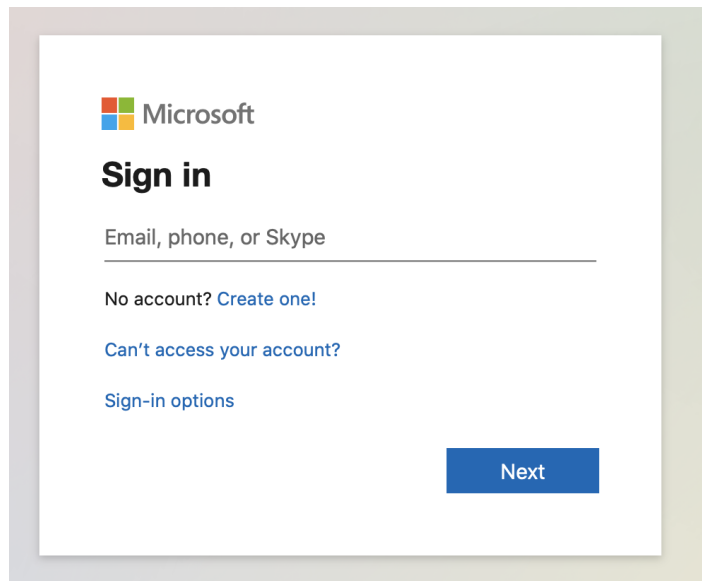 Microsoft
Sign in
Email, phone, or Skype
No account? Create one!
Can't access your account?
Sign-in options
Next